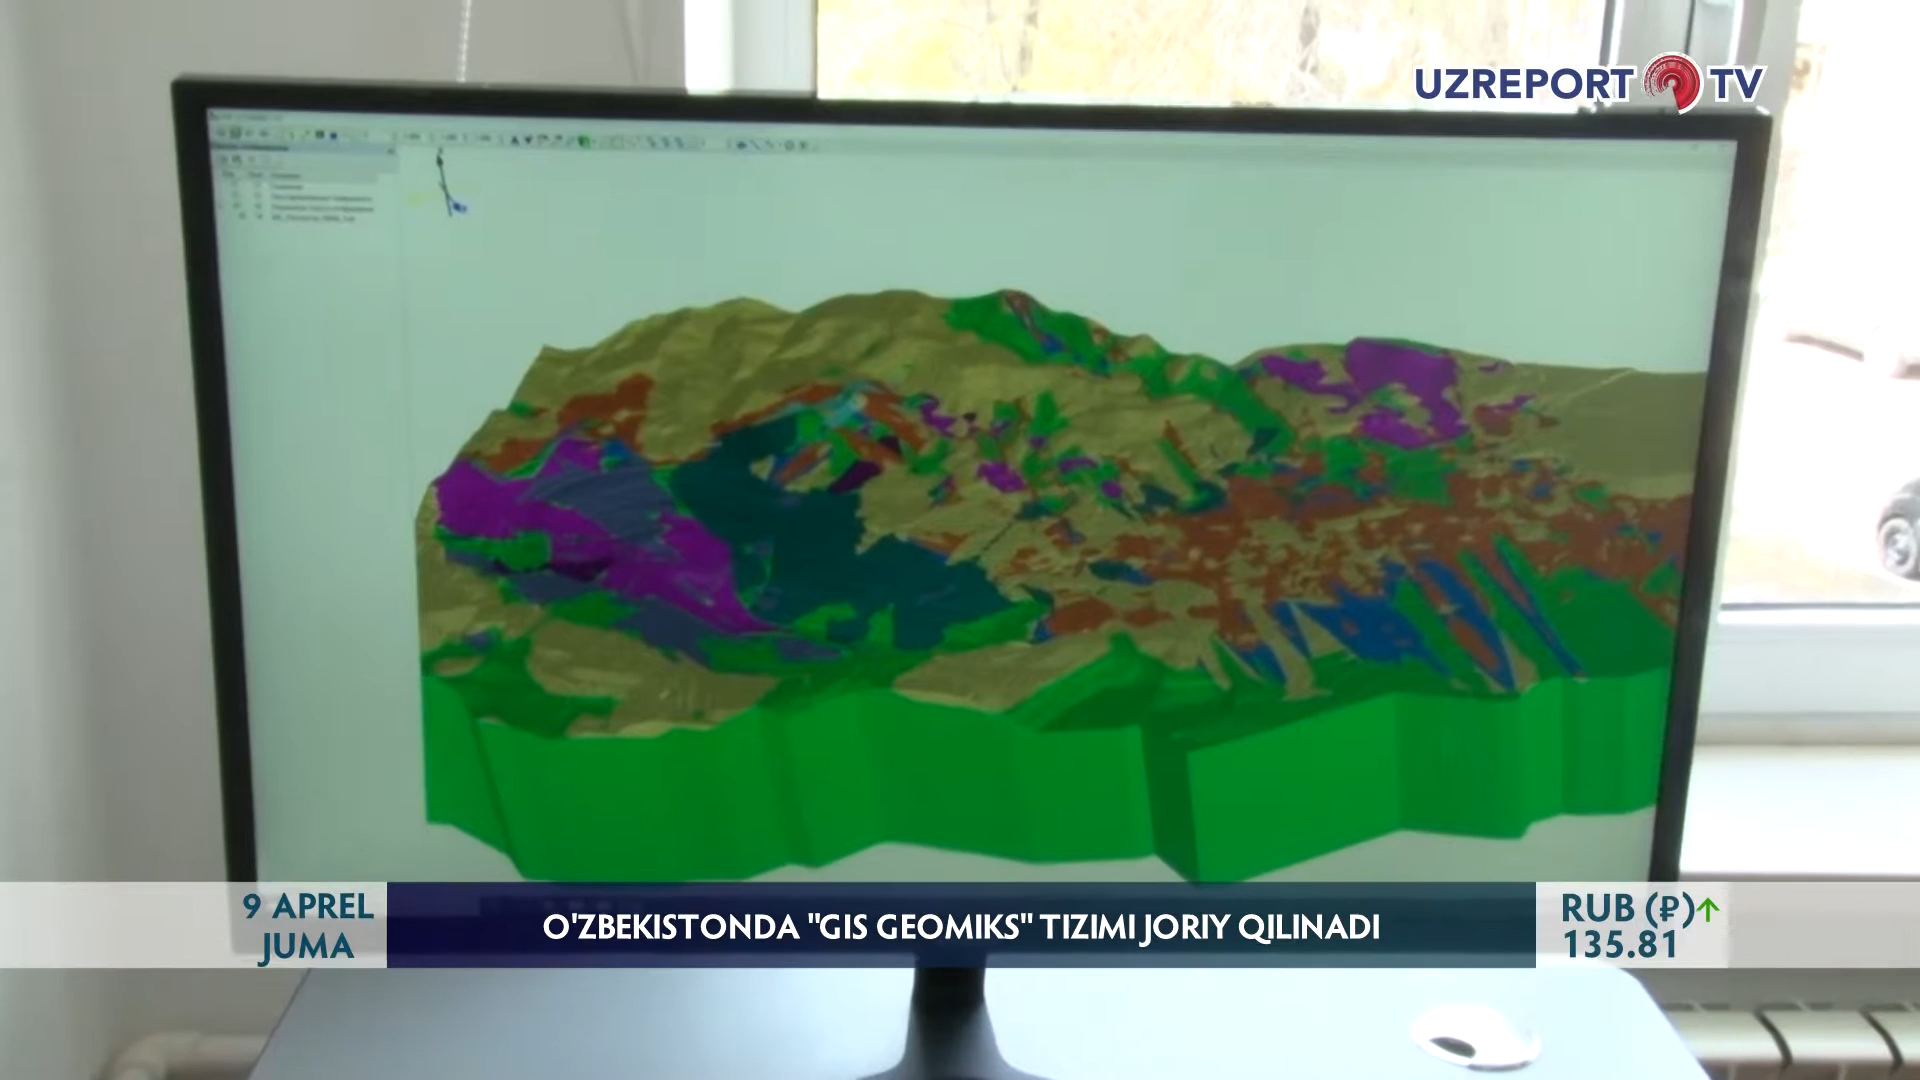 UZREPORT TV
9 APREL
JUMA
O'ZBEKISTONDA "GIS GEOMIKS" TIZIMI JORIY QILINADI
RUB (₽)↑
135.81